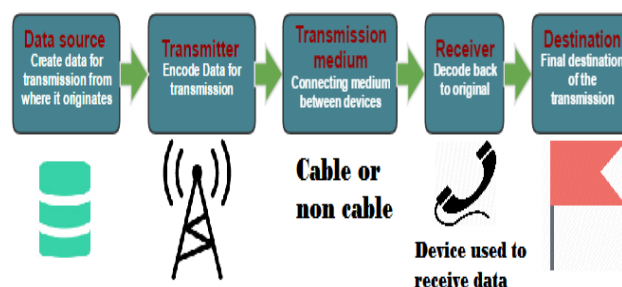 Data source
Create data for
transmission from
where it originates
Transmitter
Encode Data for
transmission
Transmission
medium
Connecting medium
between devices
Receiver
Decode back
to original
Destination
Final destination
of the
transmission
Cable or
non cable
Device used to
receive data